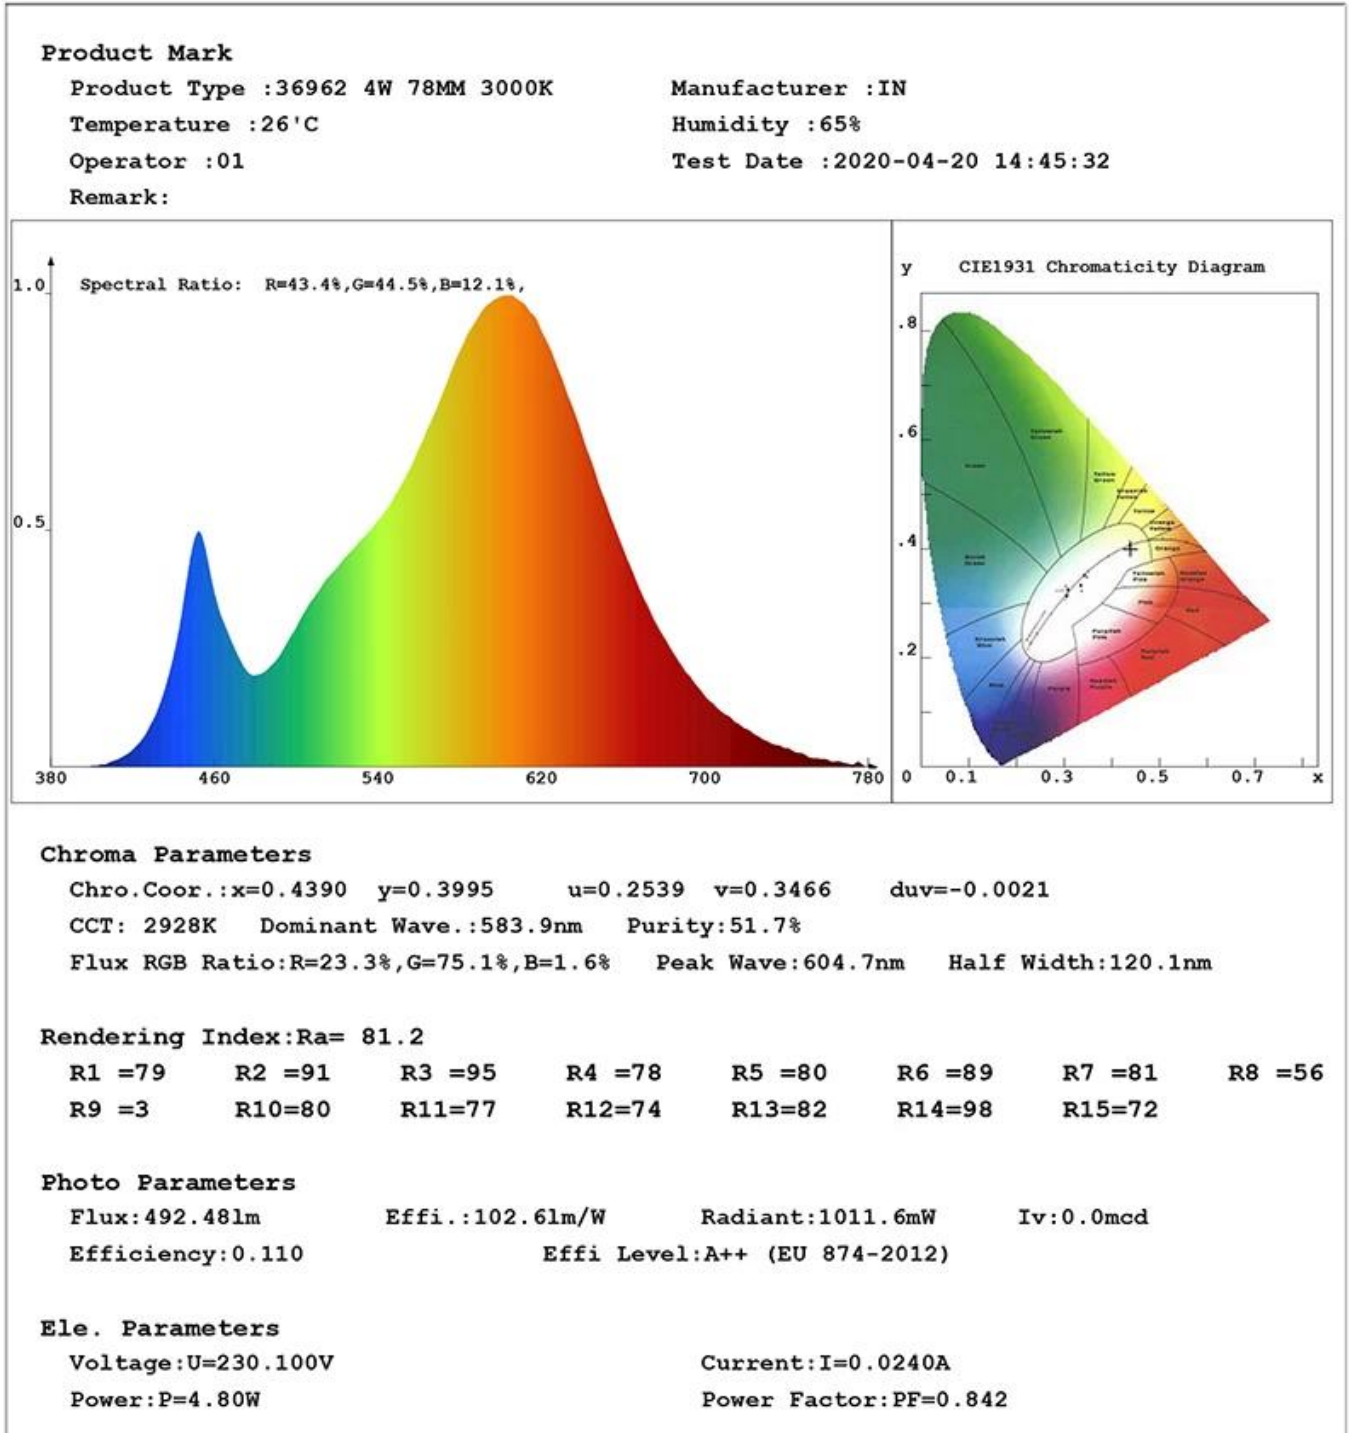 Product Mark
Product Type :36962 4W 78MM 3000K Manufacturer :IN
Temperature :26'C Humidity :65%
Operator :01 Test Date :2020-04-20 14:45:32
Remark:
Spectral Ratio: R=43.4%,G=44.5%,B=12.1%,
1.0
0.5
380 460 540 620 700 780
y CIE1931 Chromaticity Diagram
.8
.6
.4
.2
0 0.1 0.3 0.5 0.7 x
Chroma Parameters
Chro.Coor.:x=0.4390 y=0.3995 u=0.2539 v=0.3466 duv=-0.0021
CCT: 2928K Dominant Wave.:583.9nm Purity:51.7%
Flux RGB Ratio:R=23.3%,G=75.1%,B=1.6% Peak Wave:604.7nm Half Width:120.1nm
Rendering Index:Ra= 81.2
R1 =79 R2 =91 R3 =95 R4 =78 R5 =80 R6 =89 R7 =81 R8 =56
R9 =3 R10=80 R11=77 R12=74 R13=82 R14=98 R15=72
Photo Parameters
Flux:492.48lm Effi.:102.6lm/W Radiant:1011.6mW Iv:0.0mcd
Efficiency:0.110 Effi Level:A++ (EU 874-2012)
Ele. Parameters
Voltage:U=230.100V Current:I=0.0240A
Power:P=4.80W Power Factor:PF=0.842